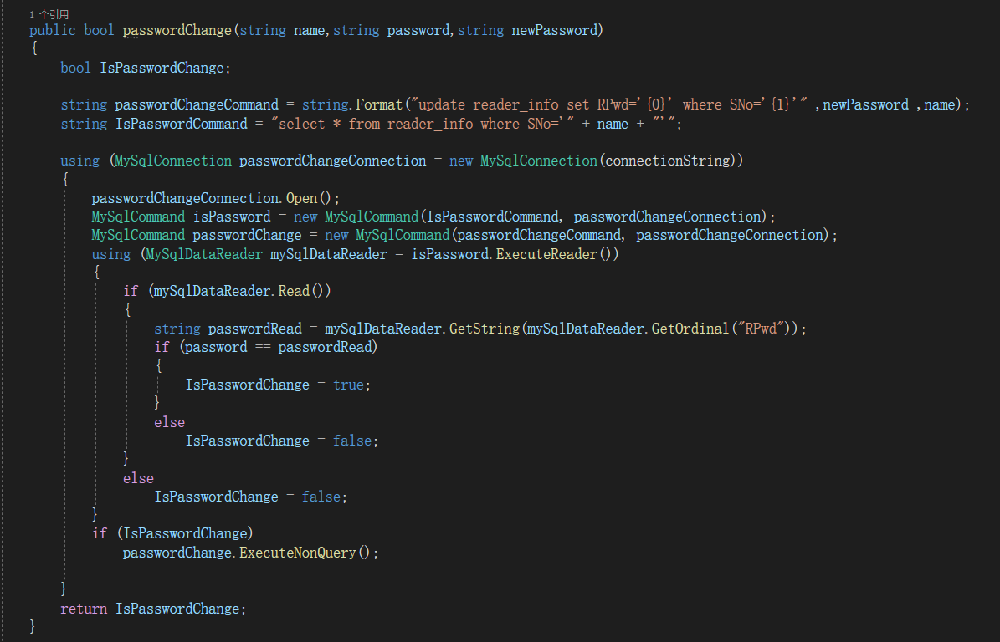 1 个引用
public bool passwordChange(string name,string password,string newPassword)
{
bool IsPasswordChange;
string passwordChangeCommand = string.Format("update reader_info set RPwd='{0}' where SNo='{1}'" ,newPassword ,name);
string IsPasswordCommand = "select * from reader_info where SNo='" + name + "'";
using (MySqlConnection passwordChangeConnection = new MySqlConnection(connectionString))
{
passwordChangeConnection.Open();
MySqlCommand isPassword = new MySqlCommand(IsPasswordCommand, passwordChangeConnection);
MySqlCommand passwordChange = new MySqlCommand(passwordChangeCommand, passwordChangeConnection);
using (MySqlDataReader mySqlDataReader = isPassword.ExecuteReader())
{
if (mySqlDataReader.Read())
{
string passwordRead = mySqlDataReader.GetString(mySqlDataReader.GetOrdinal("RPwd"));
if (password == passwordRead)
{
IsPasswordChange = true;
}
else
IsPasswordChange = false;
}
else
IsPasswordChange = false;
}
if (IsPasswordChange)
passwordChange.ExecuteNonQuery();
}
return IsPasswordChange;
}